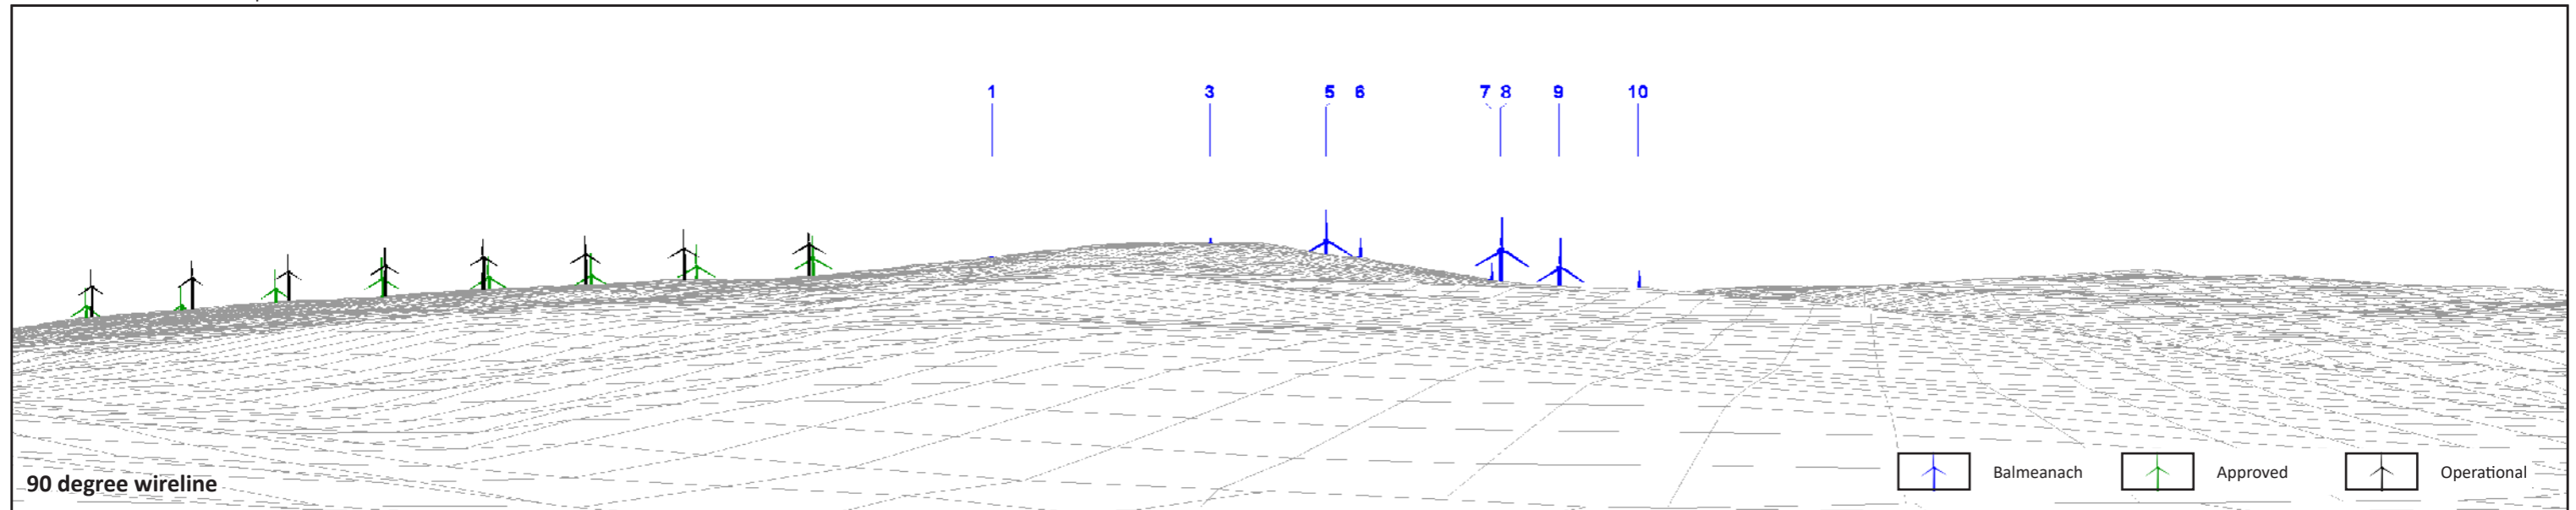 1 3 5 6 7 8 9 10
90 degree wireline
Balmeanach Approved Operational